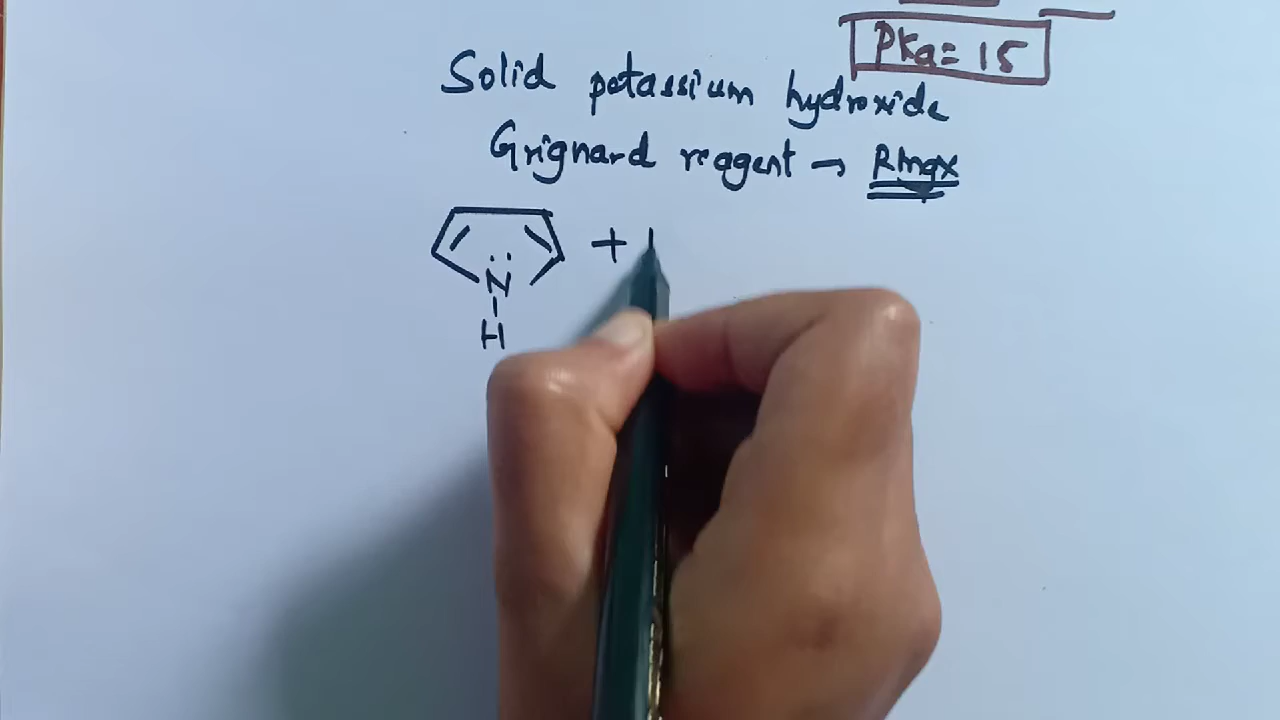 PKa= 15
Solid potassium hydroxide
Grignard reagent → Rmgx
N̈ +
H